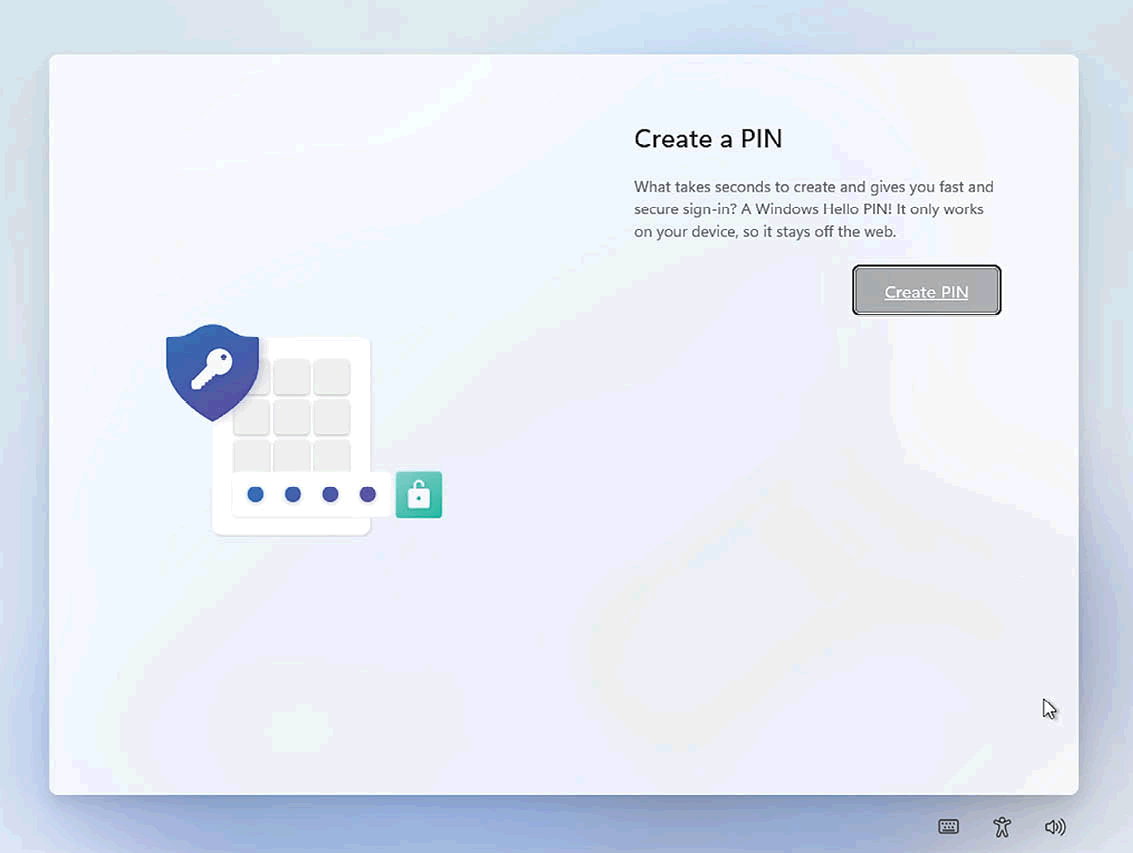 Create a PIN
What takes seconds to create and gives you fast and
secure sign-in? A Windows Hello PIN! It only works
on your device, so it stays off the web.
Create PIN